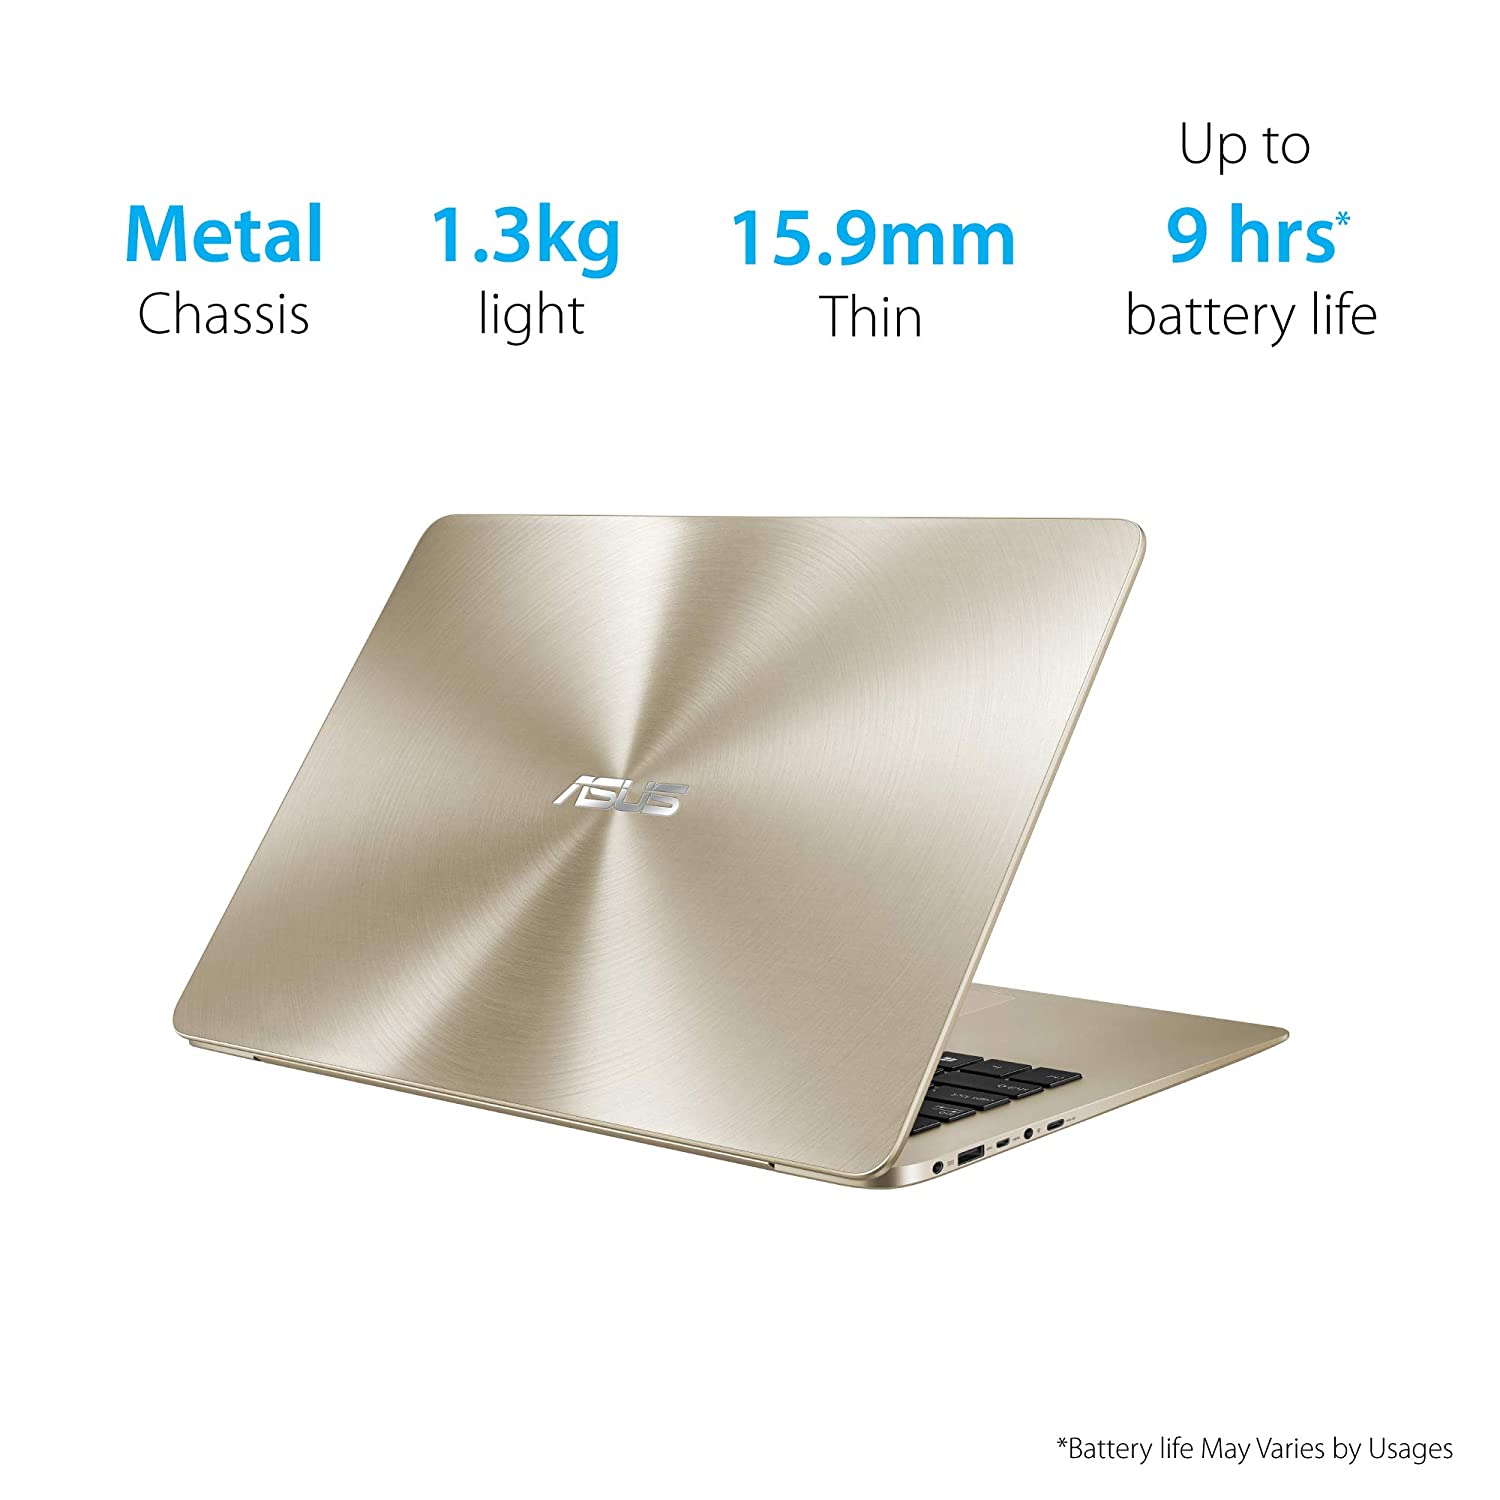 Metal
Chassis
1.3kg
light
15.9mm
Thin
Up to
9 hrs*
battery life
ASUS
*Battery life May Varies by Usages